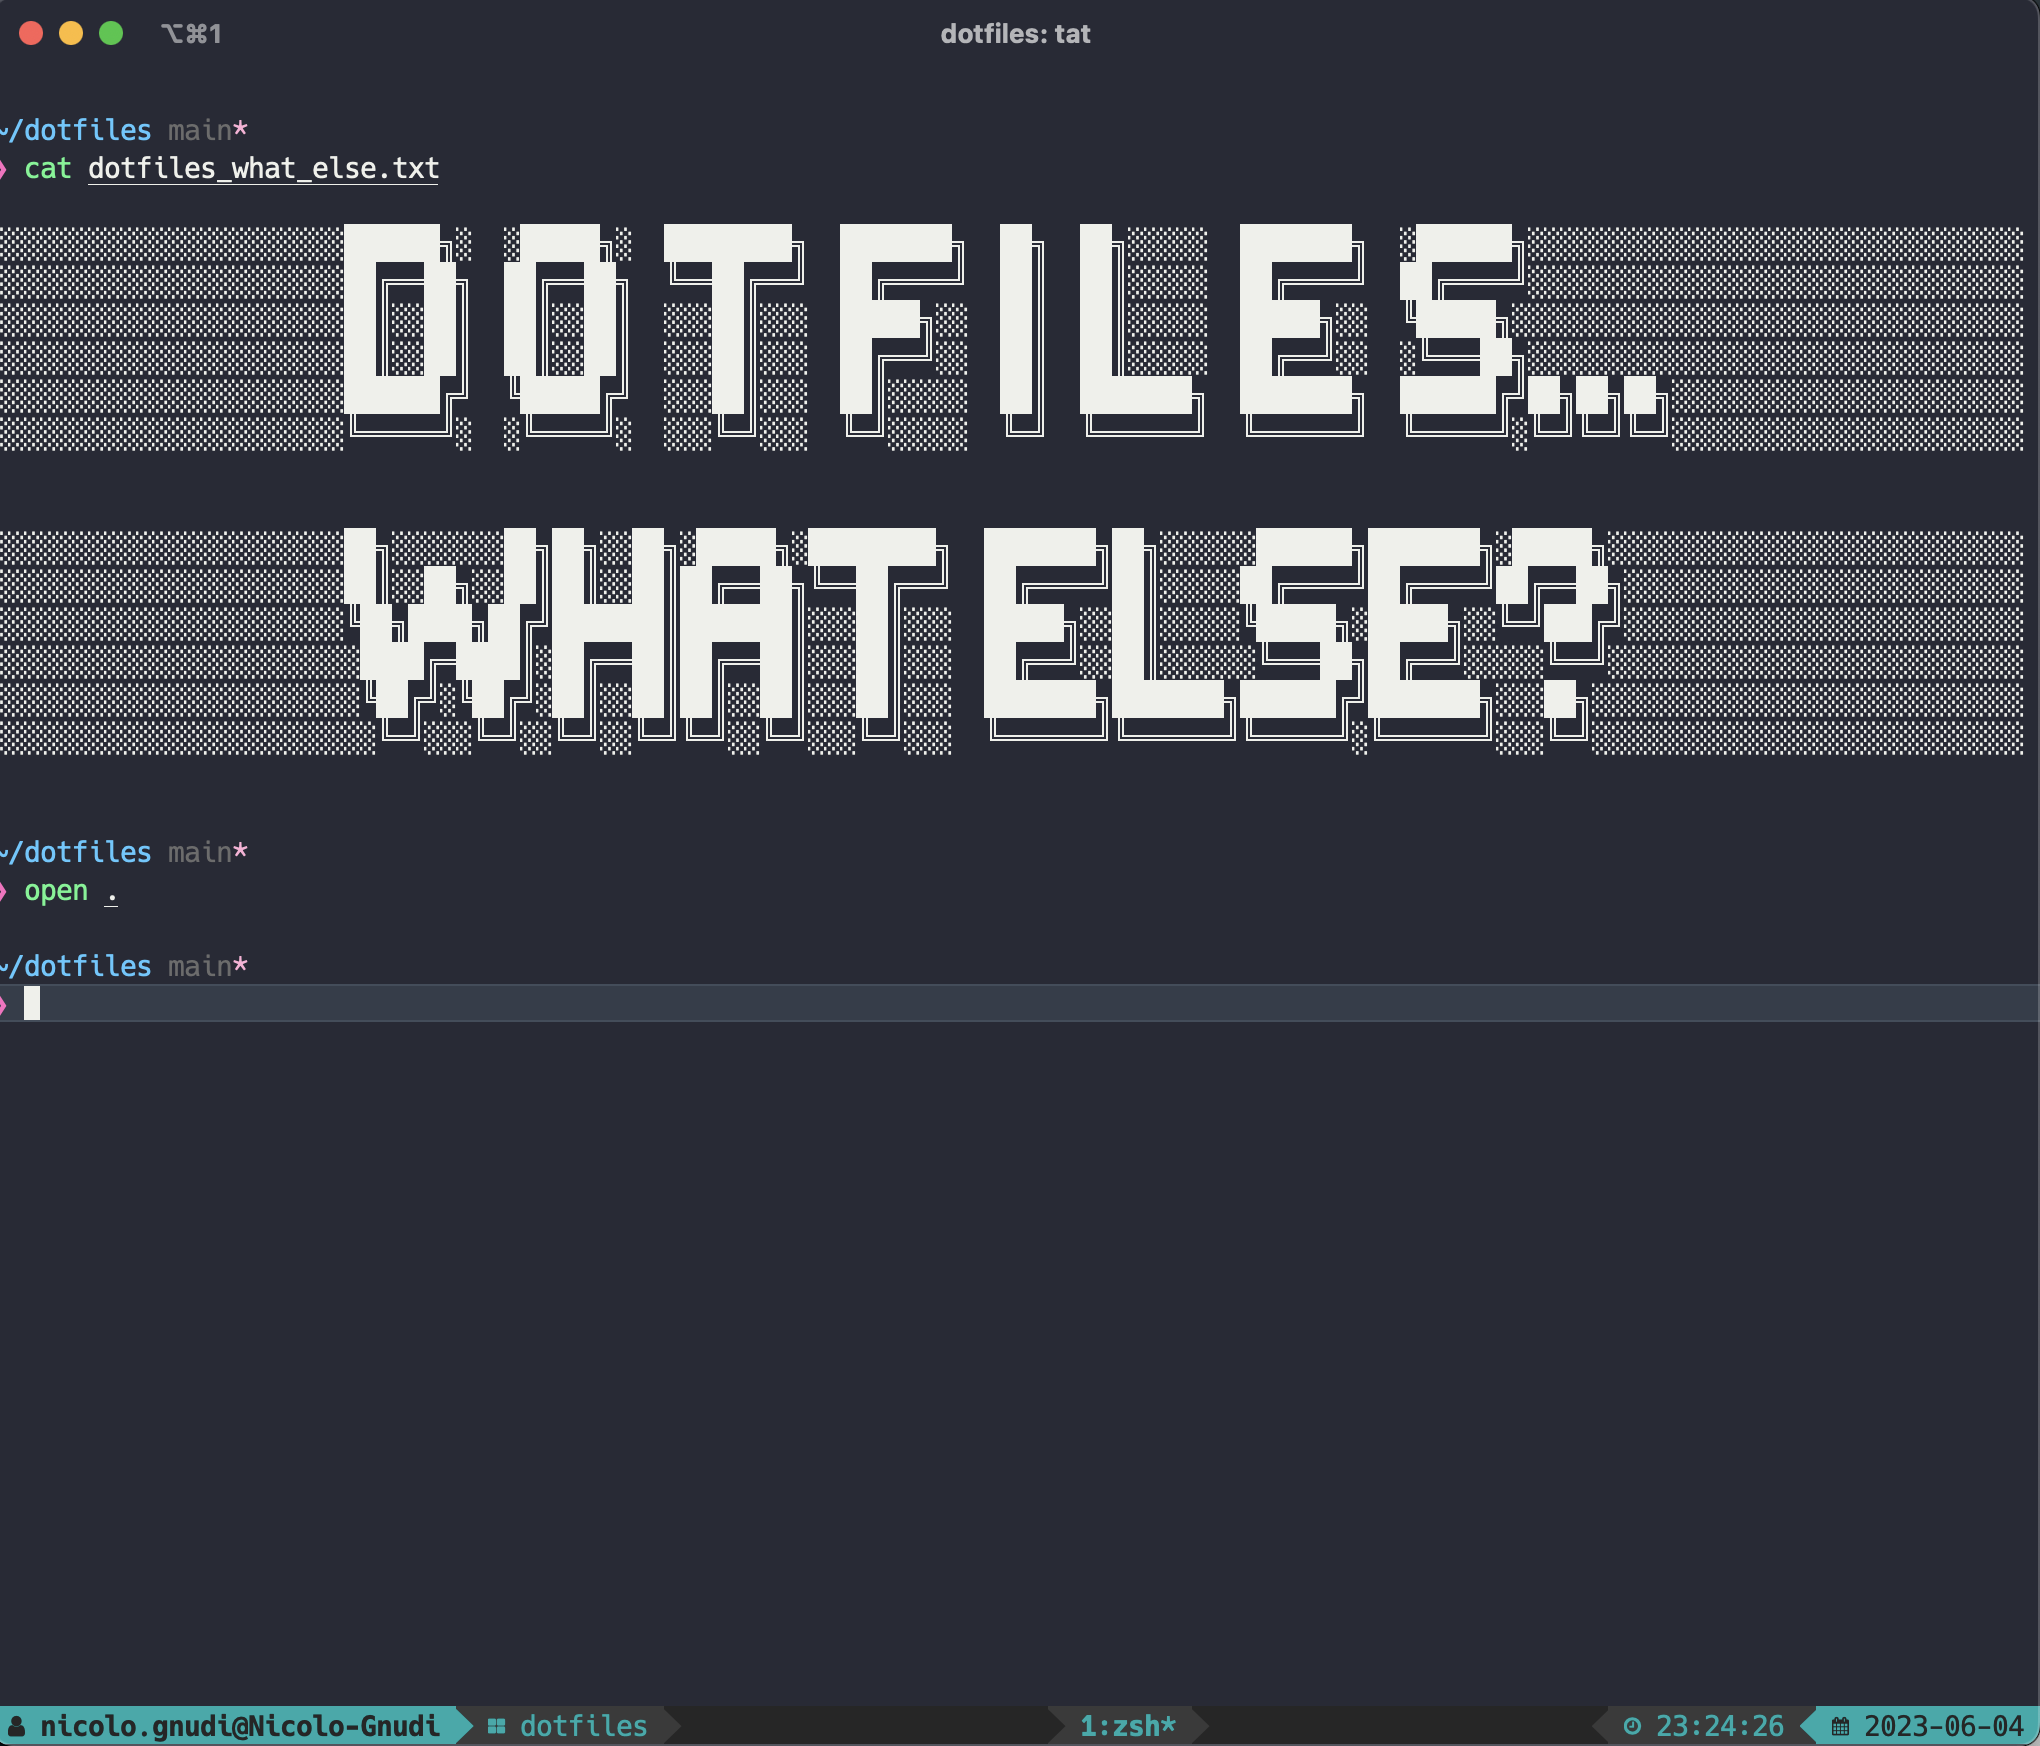 ⌥⌘1
dotfiles: tat
~/dotfiles main*
❯ cat dotfiles_what_else.txt
DOTFILES...
WHAT ELSE?
~/dotfiles main*
❯ open .
~/dotfiles main*
❯
nicolo.gnudi@Nicolo-Gnudi dotfiles 1:zsh* 23:24:26 2023-06-04